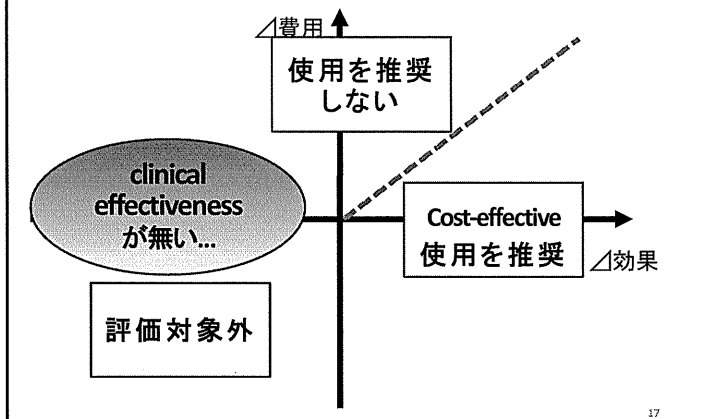 ⊿費用
使用を推奨
しない
clinical
effectiveness
が無い...
Cost-effective
使用を推奨
⊿効果
評価対象外
17